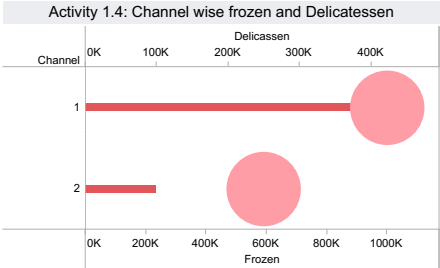 Activity 1.4: Channel wise frozen and Delicatessen
Delicassen
Channel 0K 100K 200K 300K 400K
1
2
0K 200K 400K 600K 800K 1000K
Frozen